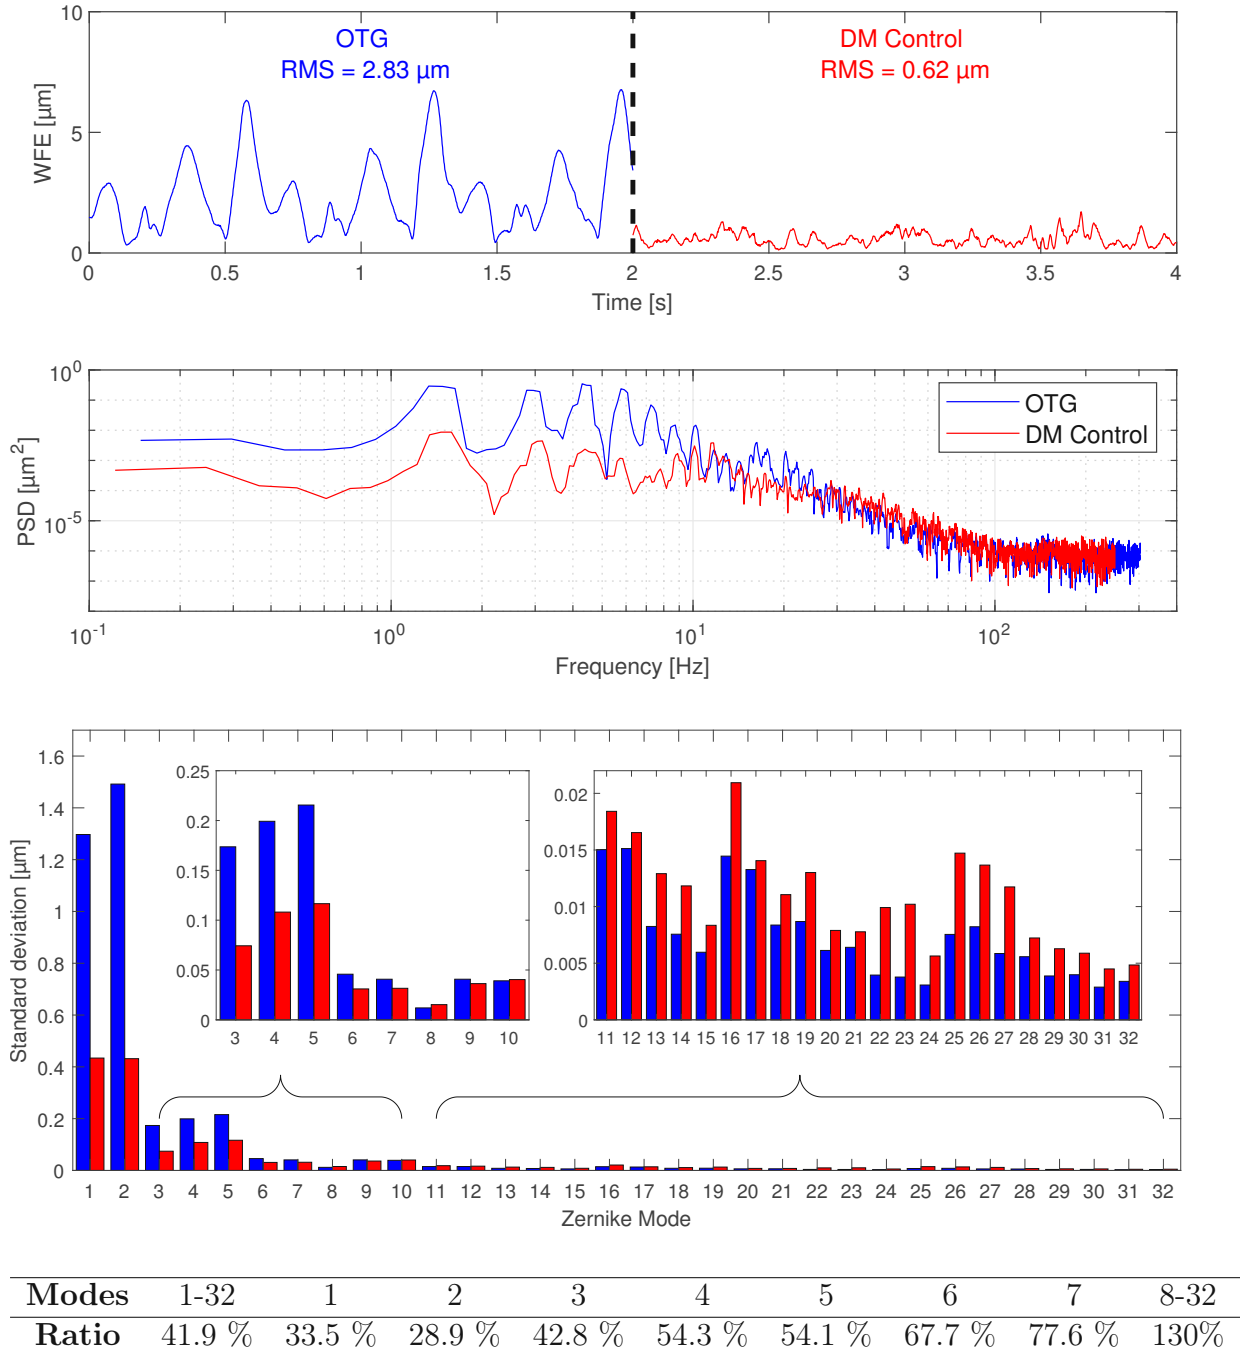 10
5
0
WFE [µm]
OTG
RMS = 2.83 µm
DM Control
RMS = 0.62 µm
0 0.5 1 1.5 2 2.5 3 3.5 4
Time [s]
10^0
10^-5
PSD [µm^2]
OTG
DM Control
10^-1 10^0 10^1 10^2
Frequency [Hz]
1.6
1.4
1.2
1
0.8
0.6
0.4
0.2
0
Standard deviation [µm]
0.25
0.2
0.15
0.1
0.05
0
3 4 5 6 7 8 9 10
0.02
0.015
0.01
0.005
0
11 12 13 14 15 16 17 18 19 20 21 22 23 24 25 26 27 28 29 30 31 32
1 2 3 4 5 6 7 8 9 10 11 12 13 14 15 16 17 18 19 20 21 22 23 24 25 26 27 28 29 30 31 32
Zernike Mode
Modes 1-32 1 2 3 4 5 6 7 8-32
Ratio 41.9 % 33.5 % 28.9 % 42.8 % 54.3 % 54.1 % 67.7 % 77.6 % 130%